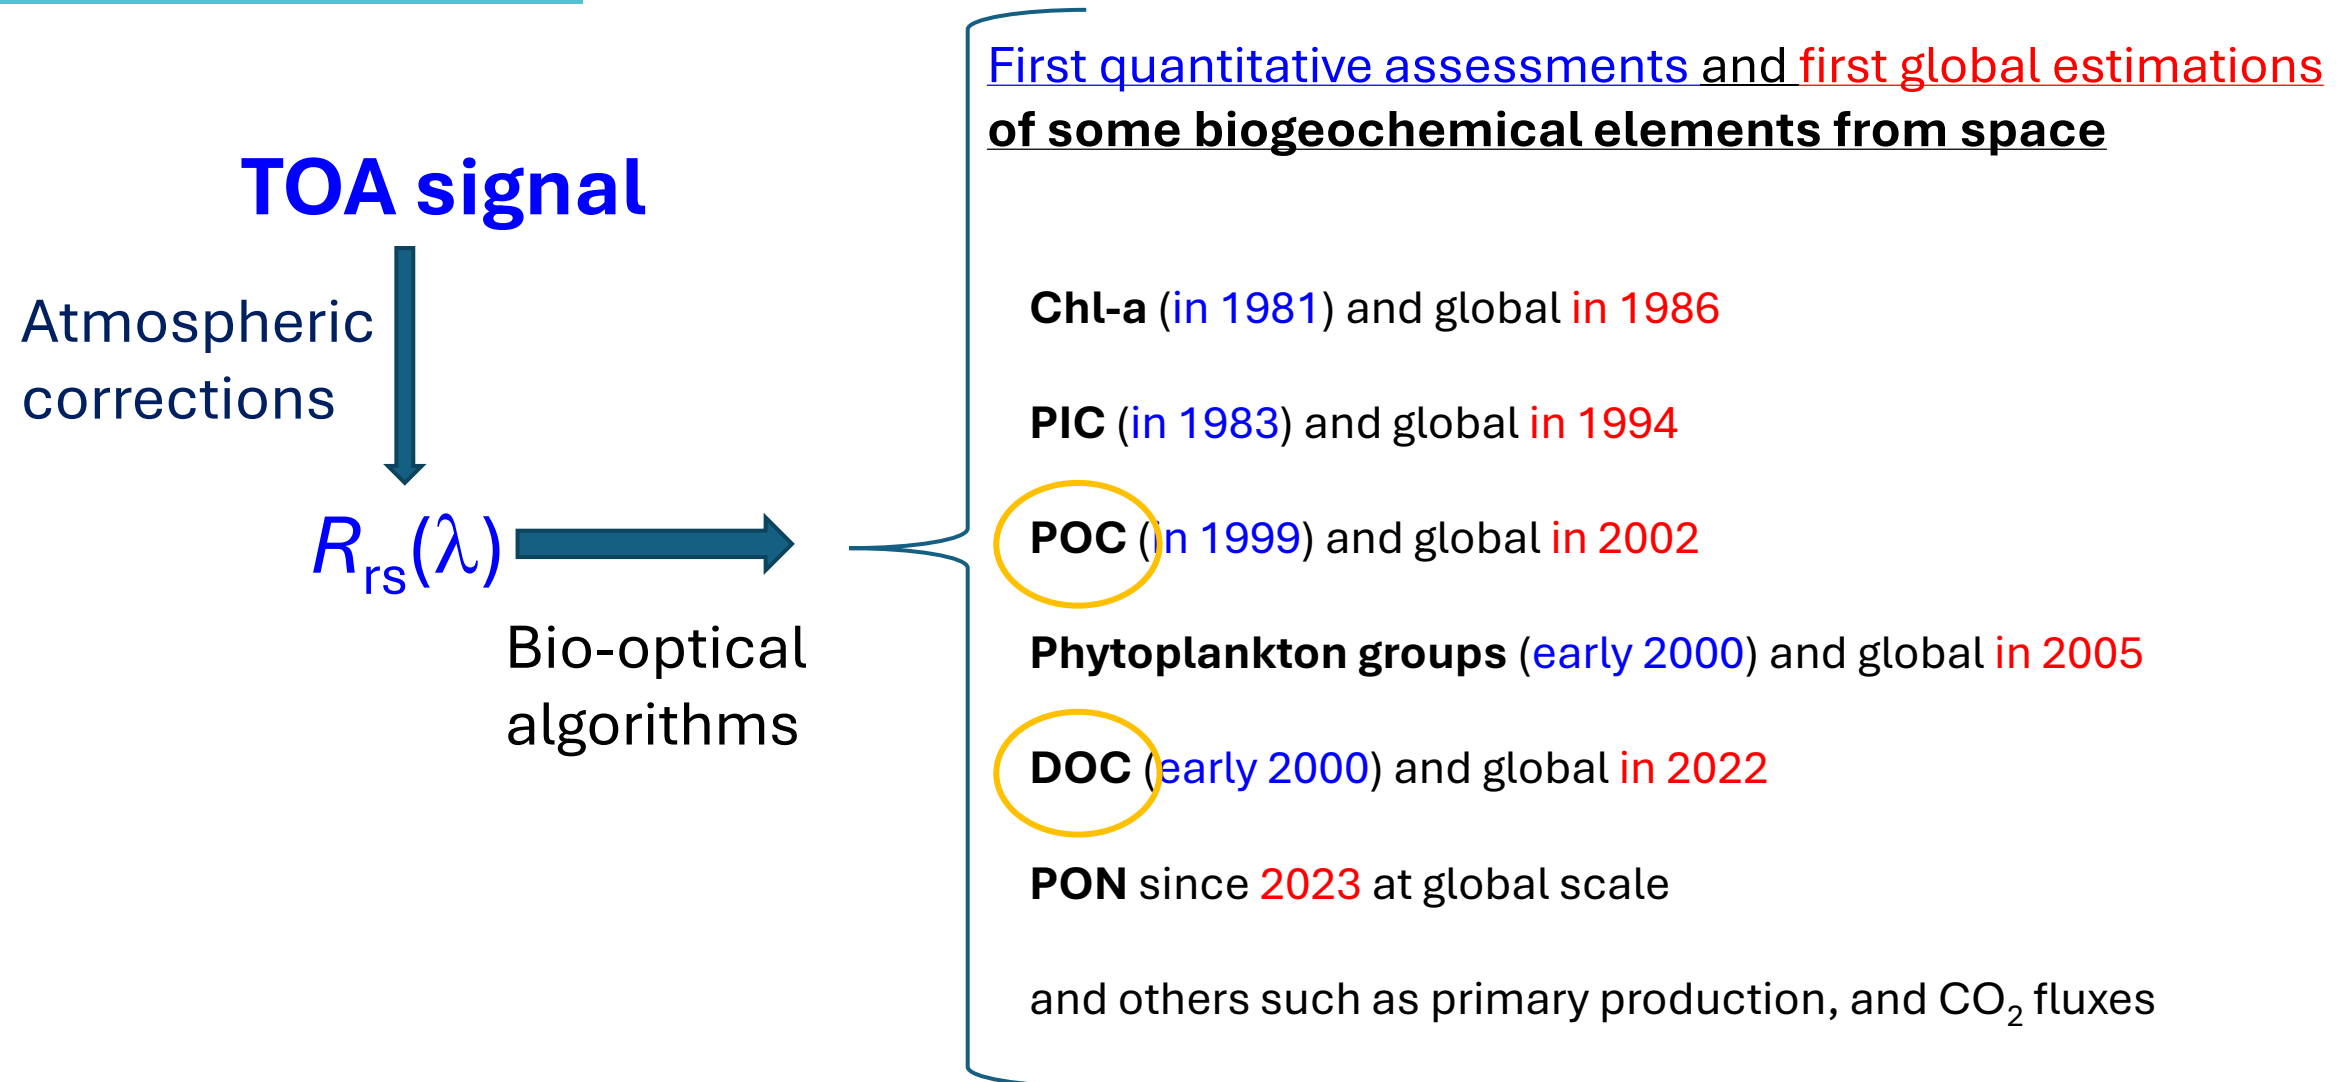 TOA signal
Atmospheric
corrections
Rrs(λ)
Bio-optical
algorithms
First quantitative assessments and first global estimations
of some biogeochemical elements from space
Chl-a (in 1981) and global in 1986
PIC (in 1983) and global in 1994
POC (in 1999) and global in 2002
Phytoplankton groups (early 2000) and global in 2005
DOC (early 2000) and global in 2022
PON since 2023 at global scale
and others such as primary production, and CO₂ fluxes